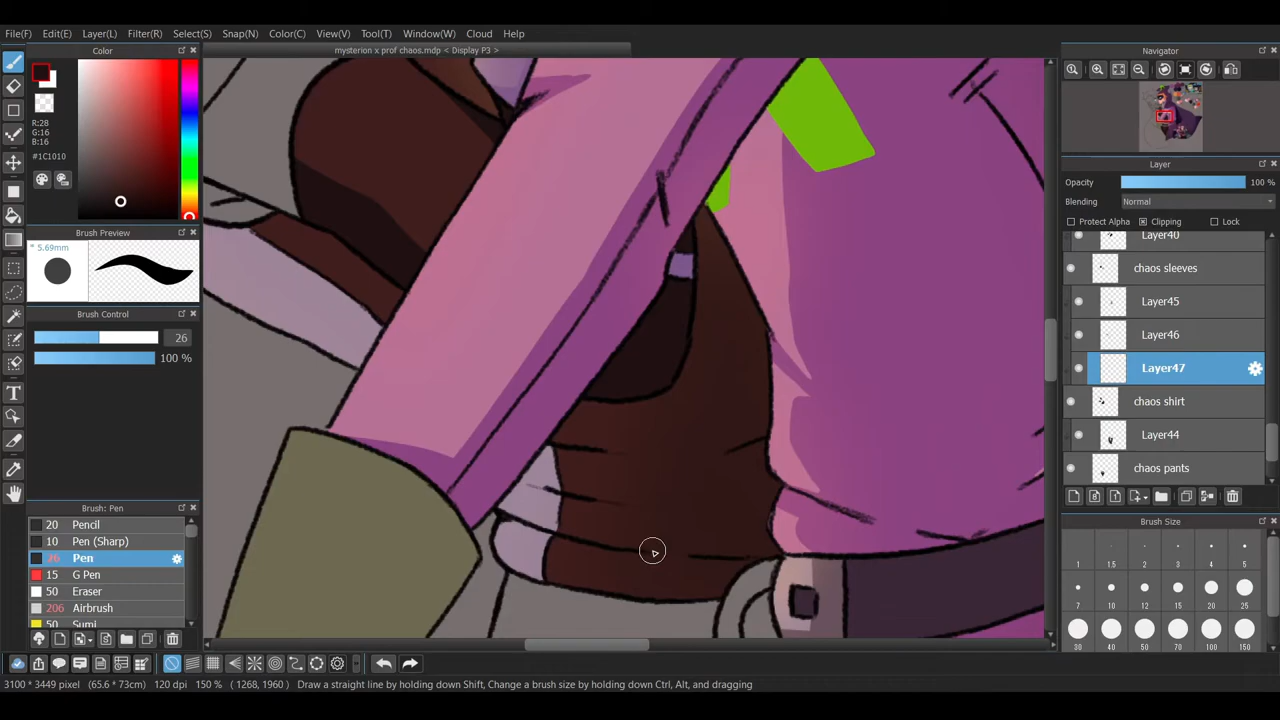 File(F) Edit(E) Layer(L) Filter(R) Select(S) Snap(N) Color(C) View(V) Tool(T) Window(W) Cloud Help
Color
mysterion x prof chaos.mdp < Display P3 >
Navigator
R:28
G:16
B:16
#1C1010
Layer
Opacity 100 %
Blending Normal
Protect Alpha Clipping Lock
Brush Preview
* 5.69mm
Layer40
chaos sleeves
Layer45
Brush Control
26
Layer46
100 %
Layer47
chaos shirt
Layer44
chaos pants
Brush: Pen
20 Pencil
10 Pen (Sharp)
26 Pen
15 G Pen
50 Eraser
206 Airbrush
50 Sumi
Brush Size
1 1.5 2 3 4 5
7 10 12 15 20 25
30 40 50 70 100 150
3100 * 3449 pixel (65.6 * 73cm) 120 dpi 150 % ( 1268, 1960 ) Draw a straight line by holding down Shift, Change a brush size by holding down Ctrl, Alt, and dragging